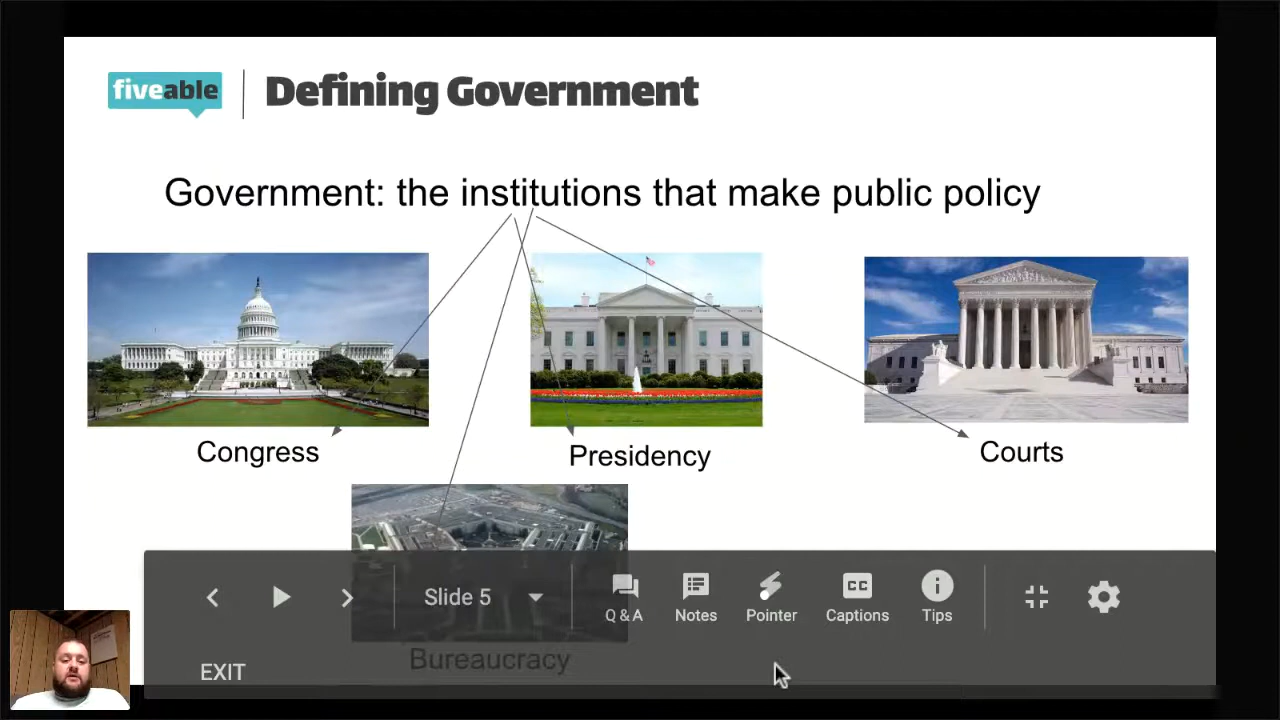 fiveable
Defining Government
Government: the institutions that make public policy
Congress
Presidency
Courts
Slide 5
Q & A
Notes
Pointer
CC
Captions
Tips
Bureaucracy
EXIT